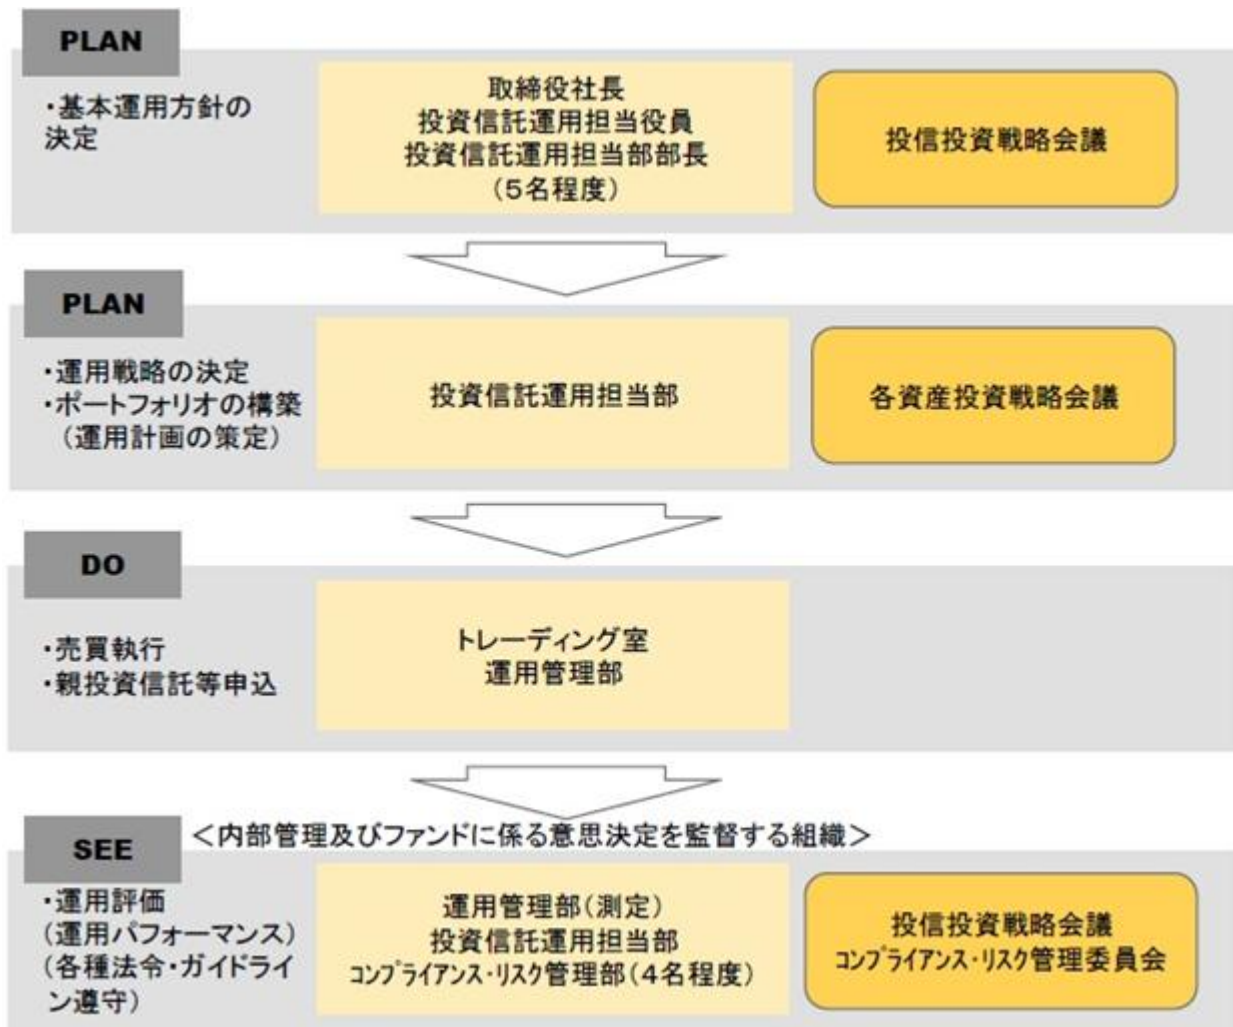 PLAN
・基本運用方針の
決定
取締役社長
投資信託運用担当役員
投資信託運用担当部部長
(5名程度)
投信投資戦略会議
PLAN
・運用戦略の決定
・ポートフォリオの構築
(運用計画の策定)
投資信託運用担当部
各資産投資戦略会議
DO
・売買執行
・親投資信託等申込
トレーディング室
運用管理部
SEE
＜内部管理及びファンドに係る意思決定を監督する組織＞
・運用評価
(運用パフォーマンス)
(各種法令・ガイドライ
ン遵守)
運用管理部(測定)
投資信託運用担当部
ｺﾝﾌﾟﾗｲｱﾝｽ・ﾘｽｸ管理部(4名程度)
投信投資戦略会議
ｺﾝﾌﾟﾗｲｱﾝｽ・ﾘｽｸ管理委員会